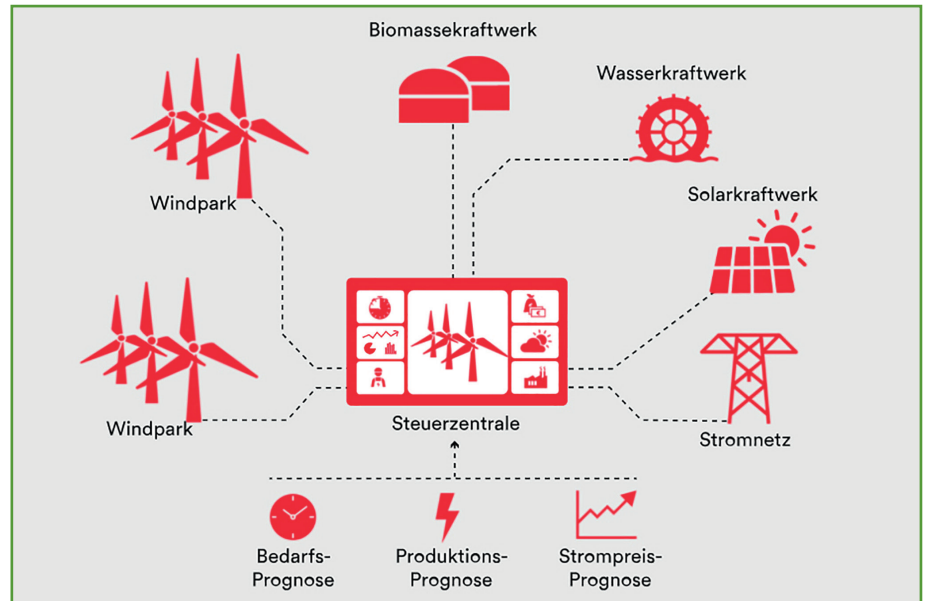 Biomassekraftwerk
Wasserkraftwerk
Windpark
Solarkraftwerk
Windpark
Steuerzentrale
Stromnetz
Bedarfs-
Prognose
Produktions-
Prognose
Strompreis-
Prognose